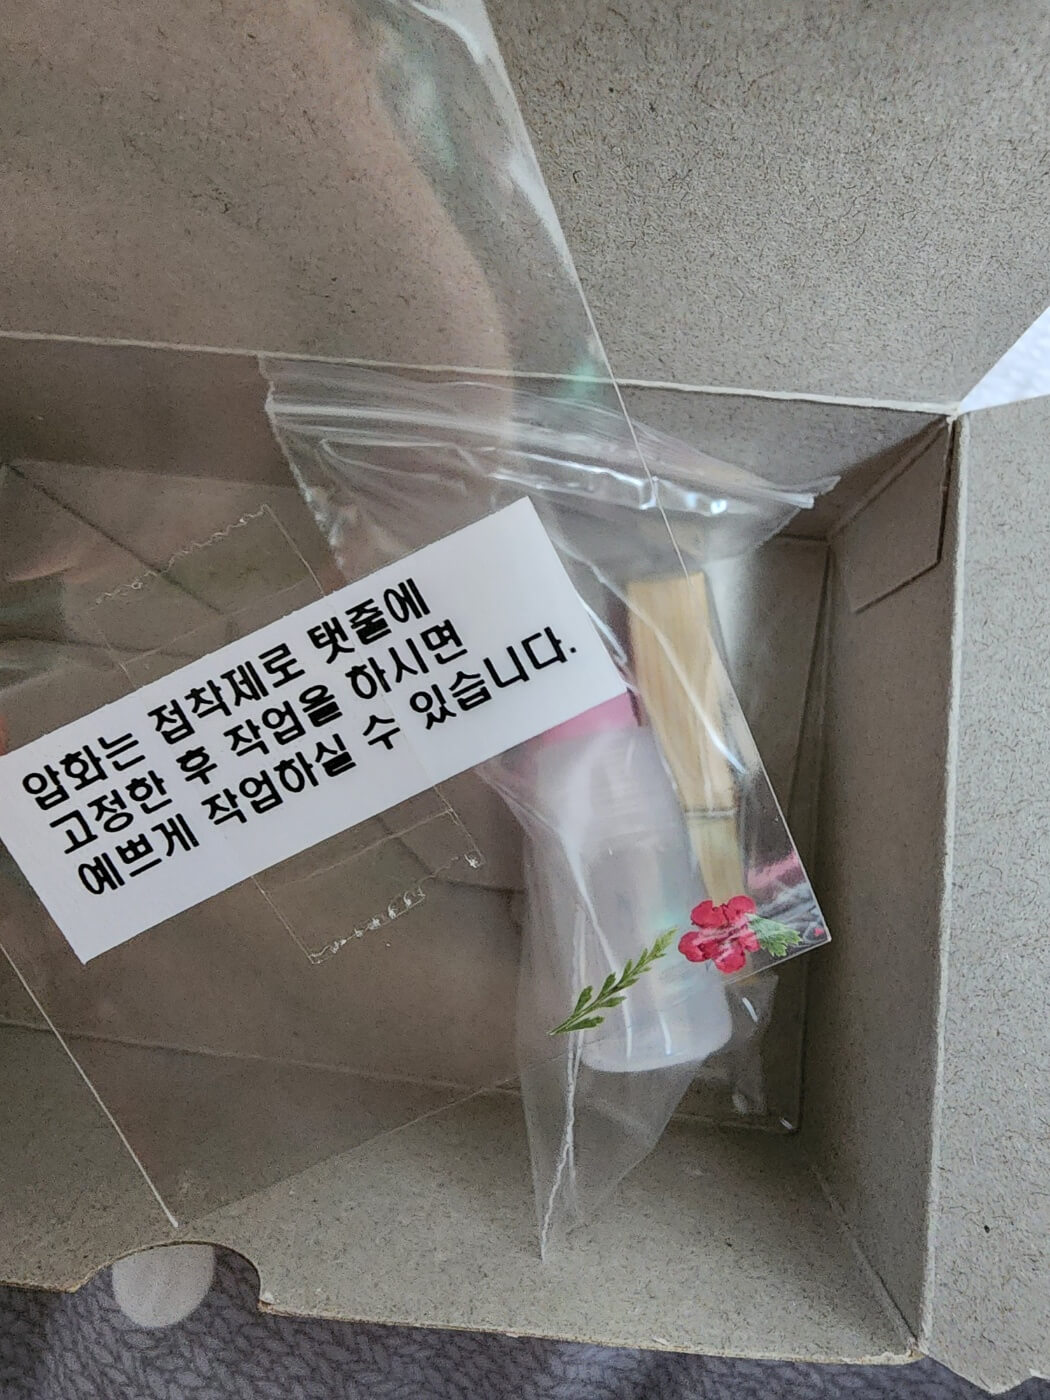 압화는 접착제로 탯줄에
고정한 후 작업을 하시면
예쁘게 작업하실 수 있습니다.